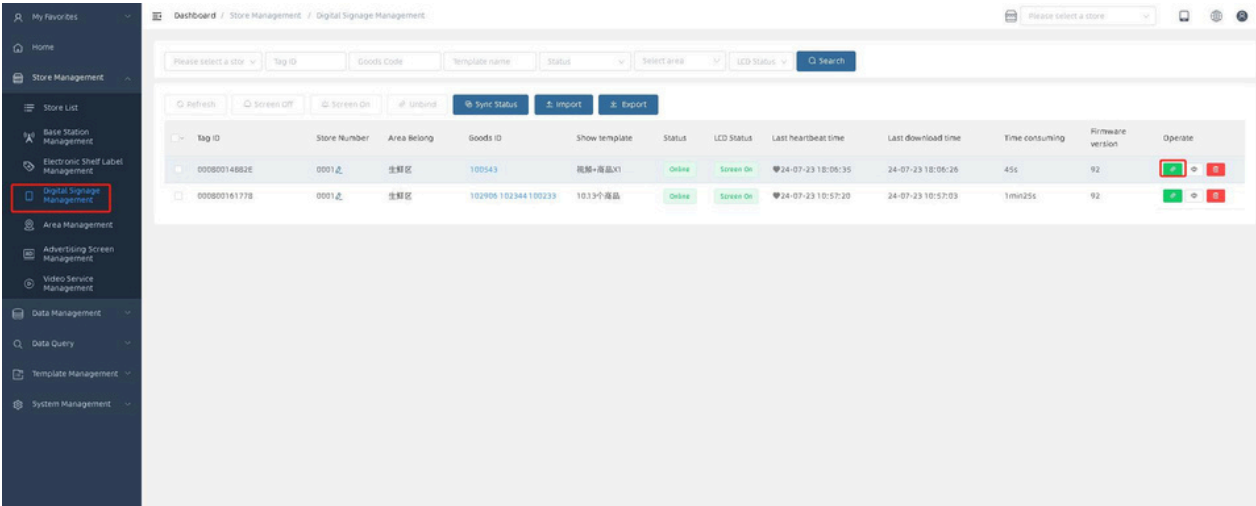 My Favorites
Dashboard / Store Management / Digital Signage Management
Please select a store
Home
Store Management
Please select a stor
Tag ID
Goods Code
Template name
Status
Select area
LCD Status
Search
Store List
Refresh
Screen Off
Screen On
Unbind
Sync Status
Import
Export
Base Station
Management
Tag ID
Store Number
Area Belong
Goods ID
Show template
Status
LCD Status
Last heartbeat time
Last download time
Time consuming
Firmware
version
Operate
Electronic Shelf Label
Management
00080014882E
0001
生鲜区
100543
视频+商品X1
Online
Screen On
24-07-23 18:06:35
24-07-23 18:06:26
45s
92
Digital Signage
Management
000800161778
0001
生鲜区
102906 102344 100233
10.13个商品
Online
Screen On
24-07-23 10:57:20
24-07-23 10:57:03
1min25s
92
Area Management
Advertising Screen
Management
AD
Video Service
Management
Data Management
Data Query
Template Management
System Management